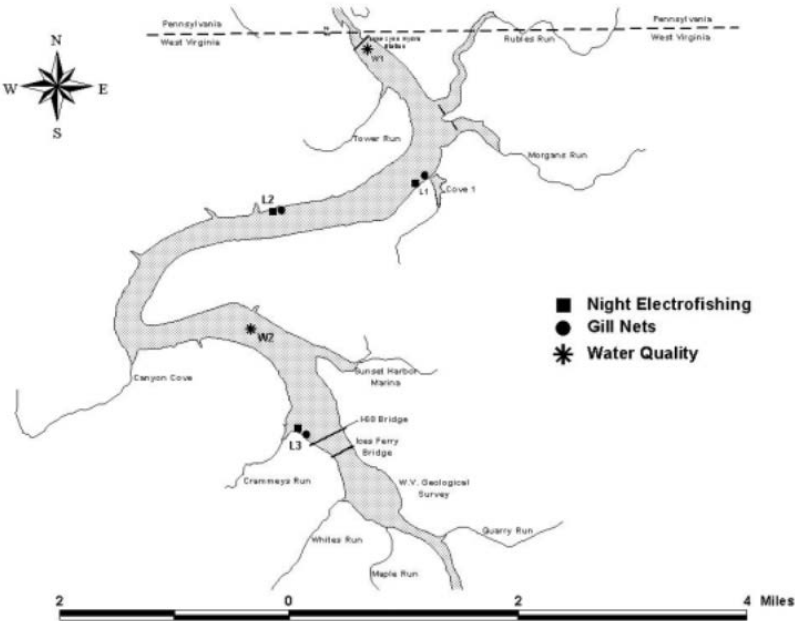 Pennsylvania
West Virginia
Pennsylvania
West Virginia
Rubles Run
W1
N
W E
S
Tower Run
Morgans Run
L1
Cove 1
L2
Night Electrofishing
Gill Nets
Water Quality
W2
Sunset Harbor
Marina
Canyon Cove
Hill Bridge
Ices Ferry
Bridge
L3
Crammeys Run
W.V. Geological
Survey
Quarry Run
Whites Run
Maple Run
2 0 2 4 Miles